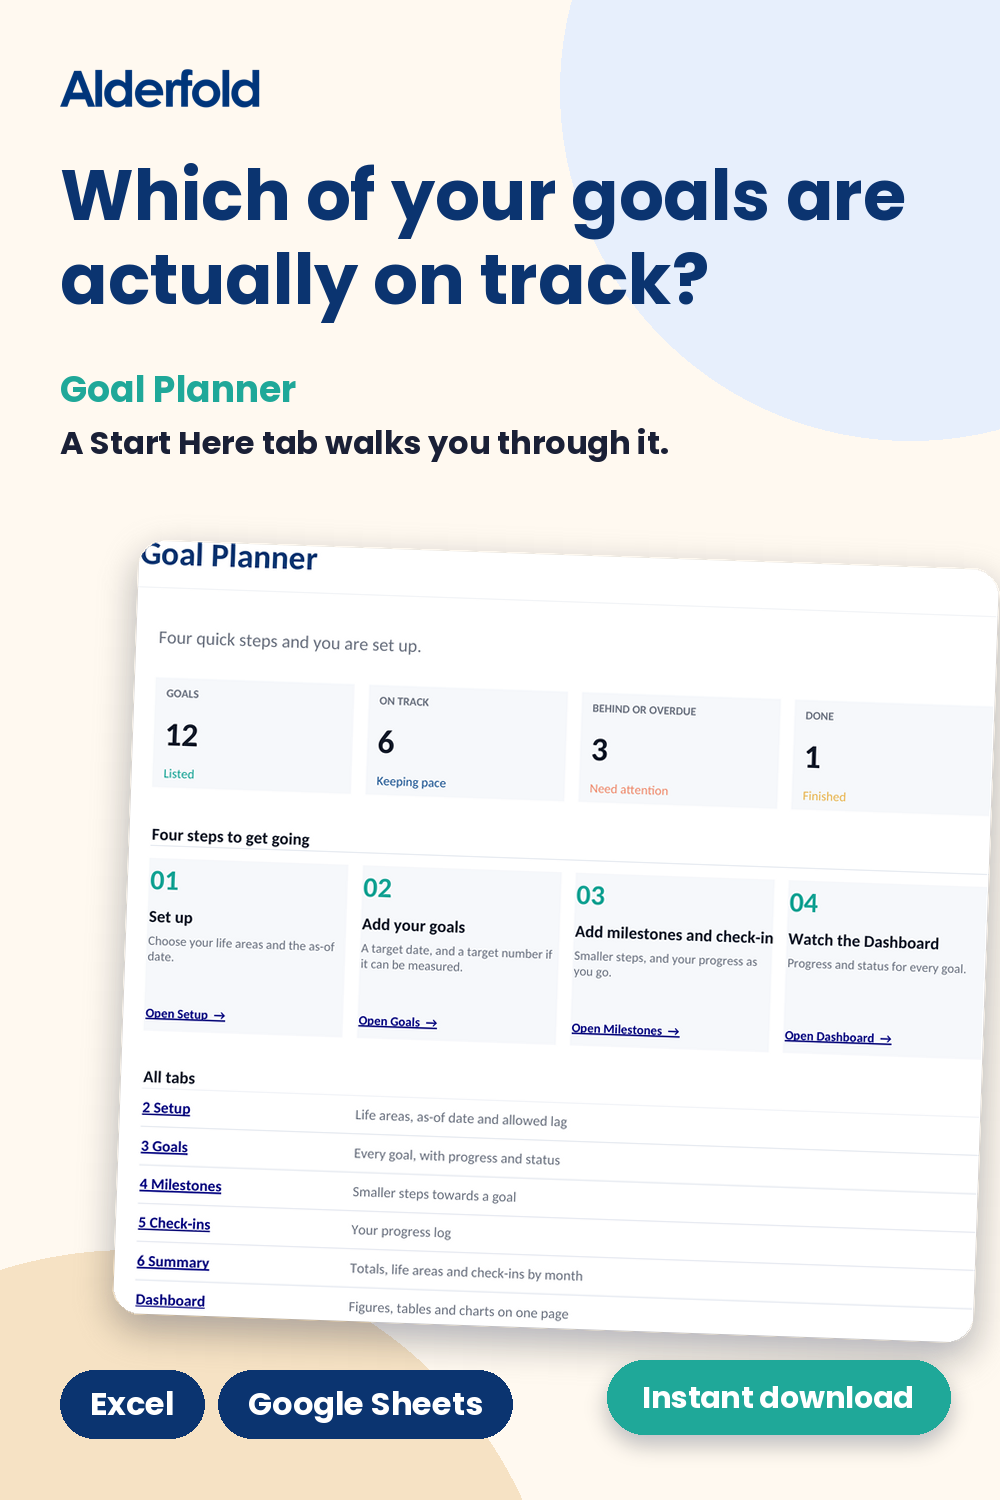 Alderfold
Which of your goals are
actually on track?
Goal Planner
A Start Here tab walks you through it.
Goal Planner
Four quick steps and you are set up.
GOALS
12
Listed
ON TRACK
6
Keeping pace
BEHIND OR OVERDUE
3
Need attention
DONE
1
Finished
Four steps to get going
01
Set up
Choose your life areas and the as-of
date.
Open Setup →
02
Add your goals
A target date, and a target number if
it can be measured.
Open Goals →
03
Add milestones and check-in
Smaller steps, and your progress as
you go.
Open Milestones →
04
Watch the Dashboard
Progress and status for every goal.
Open Dashboard →
All tabs
2 Setup
Life areas, as-of date and allowed lag
3 Goals
Every goal, with progress and status
4 Milestones
Smaller steps towards a goal
5 Check-ins
Your progress log
6 Summary
Totals, life areas and check-ins by month
Dashboard
Figures, tables and charts on one page
Excel
Google Sheets
Instant download